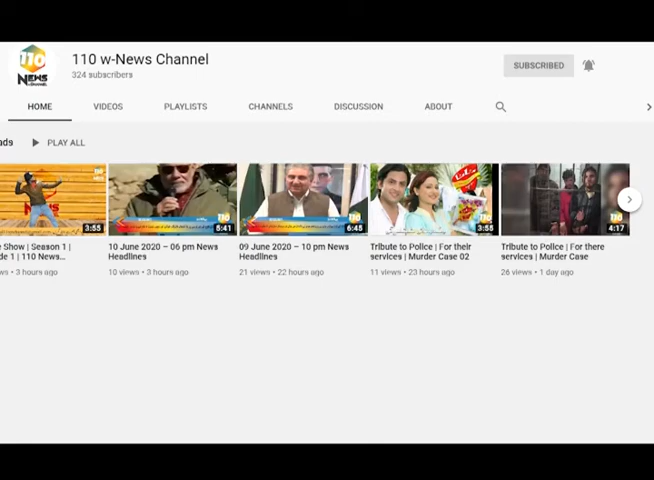 110
NEWS
110 w-News Channel
324 subscribers
SUBSCRIBED
HOME
VIDEOS
PLAYLISTS
CHANNELS
DISCUSSION
ABOUT
ads
PLAY ALL
3:55
5:41
6:45
3:55
4:17
e Show | Season 1 |
de 1 | 110 News...
ws • 3 hours ago
10 June 2020 – 06 pm News
Headlines
10 views • 3 hours ago
09 June 2020 – 10 pm News
Headlines
21 views • 22 hours ago
Tribute to Police | For their
services | Murder Case 02
11 views • 23 hours ago
Tribute to Police | For there
services | Murder Case
26 views • 1 day ago